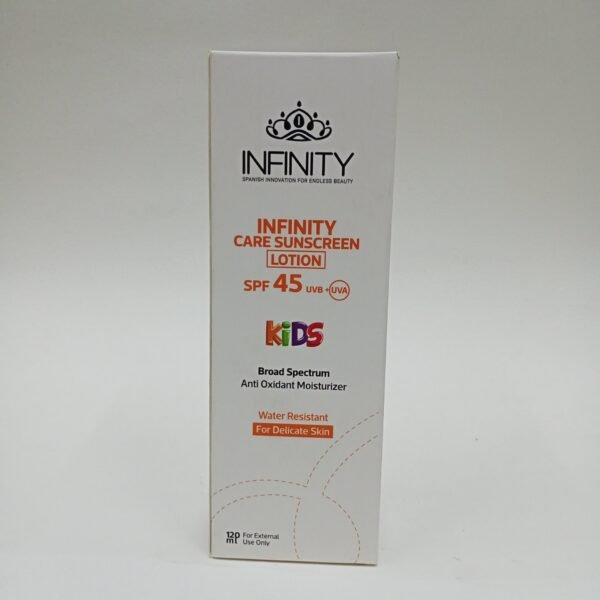 INFINITY
SPANISH INNOVATION FOR ENDLESS BEAUTY
INFINITY
CARE SUNSCREEN
LOTION
SPF 45 UVB + UVA
KiDS
Broad Spectrum
Anti Oxidant Moisturizer
Water Resistant
For Delicate Skin
120 For External
ml Use Only